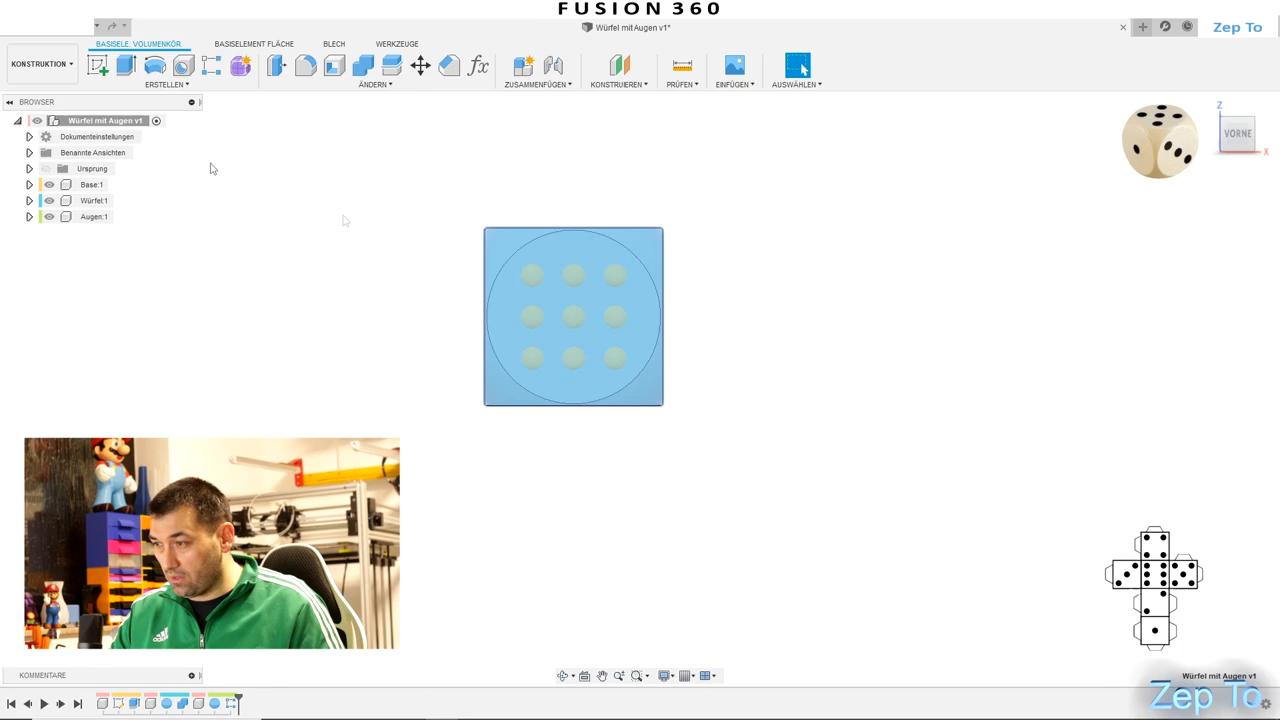 FUSION 360
Würfel mit Augen v1*
Zep To
BASISELE. VOLUMENKÖR.
BASISELEMENT FLÄCHE
BLECH
WERKZEUGE
KONSTRUKTION
fx
ERSTELLEN
ÄNDERN
ZUSAMMENFÜGEN
KONSTRUIEREN
PRÜFEN
EINFÜGEN
AUSWÄHLEN
BROWSER
Würfel mit Augen v1
Dokumenteinstellungen
Benannte Ansichten
Ursprung
Base:1
Würfel:1
Augen:1
Z
VORNE
X
KOMMENTARE
Würfel mit Augen v1
Zep To